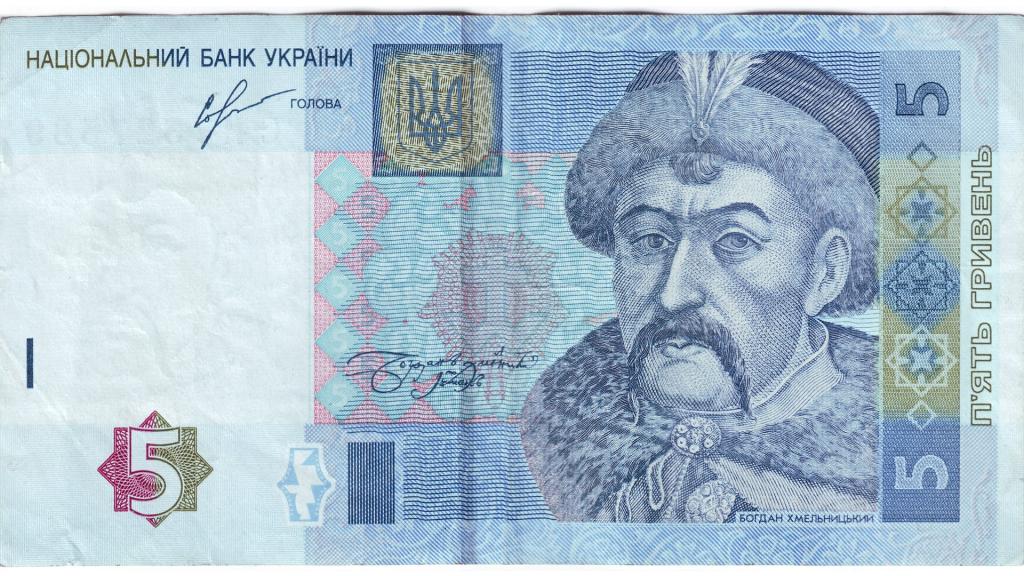 НАЦІОНАЛЬНИЙ БАНК УКРАЇНИ
ГОЛОВА
5
П'ЯТЬ ГРИВЕНЬ
5
5
БОГДАН ХМЕЛЬНИЦЬКИЙ